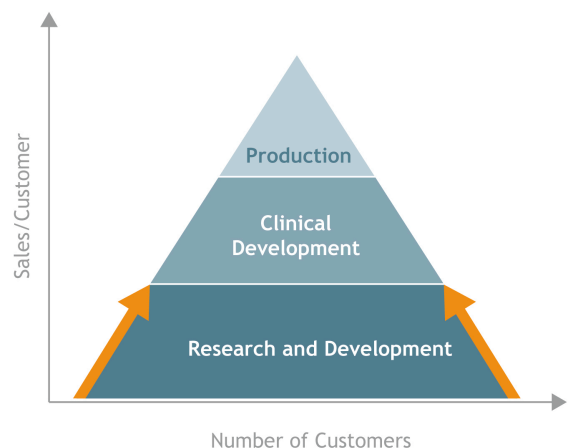 Sales/Customer
Production
Clinical
Development
Research and Development
Number of Customers